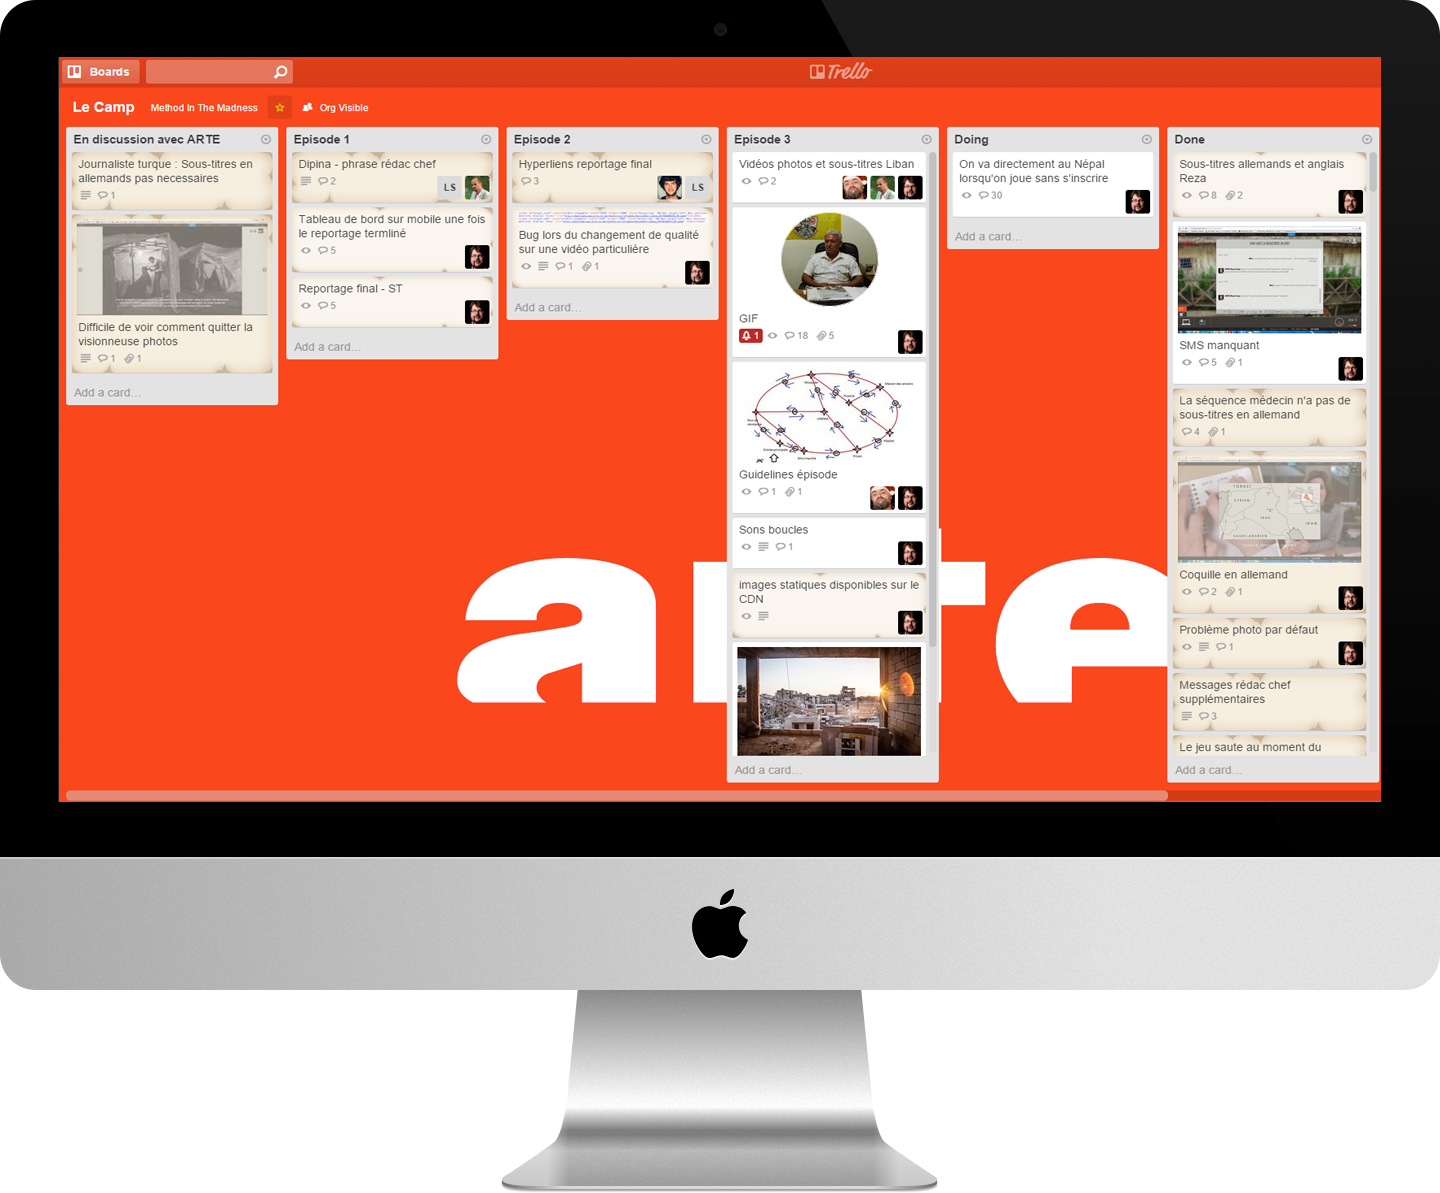 Boards
Trello
Le Camp
Method In The Madness
Org Visible
En discussion avec ARTE
Journaliste turque : Sous-titres en
allemands pas necessaires
1
Difficile de voir comment quitter la
visionneuse photos
1
1
Add a card...
Episode 1
Dipina - phrase rédac chef
2
LS
Tableau de bord sur mobile une fois
le reportage termliné
5
Reportage final - ST
5
Add a card...
Episode 2
Hyperliens reportage final
3
LS
Bug lors du changement de qualité
sur une vidéo particulière
1
1
Add a card...
Episode 3
Vidéos photos et sous-titres Liban
2
GIF
1
18
5
Guidelines épisode
1
1
Sons boucles
1
images statiques disponibles sur le
CDN
Add a card...
Doing
On va directement au Népal
lorsqu'on joue sans s'inscrire
30
Add a card...
Done
Sous-titres allemands et anglais
Reza
8
2
SMS manquant
5
1
La séquence médecin n'a pas de
sous-titres en allemand
4
1
TÜRKEI
SYRIEN
IRAK
IRAN
SAUDI-ARABIEN
Coquille en allemand
2
1
Problème photo par défaut
1
Messages rédac chef
supplémentaires
3
Le jeu saute au moment du
Add a card...
arte